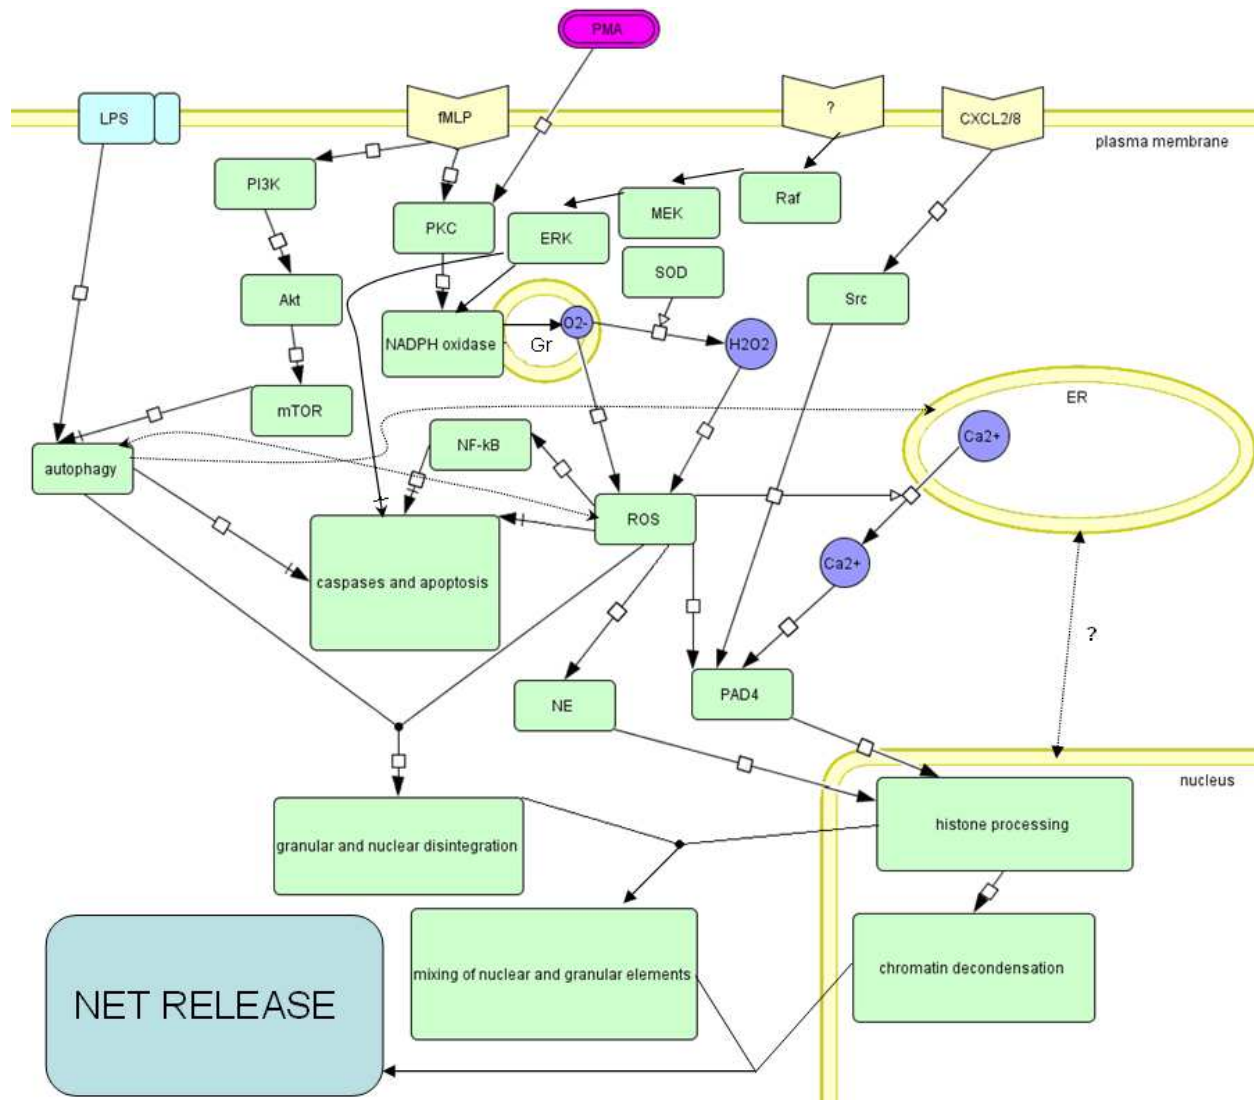 PMA
LPS
fMLP
?
CXCL2/8
plasma membrane
PI3K
PKC
ERK
MEK
Raf
SOD
Akt
Src
NADPH oxidase
Gr
O2-
H2O2
mTOR
ER
Ca2+
NF-kB
autophagy
ROS
Ca2+
caspases and apoptosis
?
NE
PAD4
nucleus
histone processing
granular and nuclear disintegration
mixing of nuclear and granular elements
chromatin decondensation
NET RELEASE